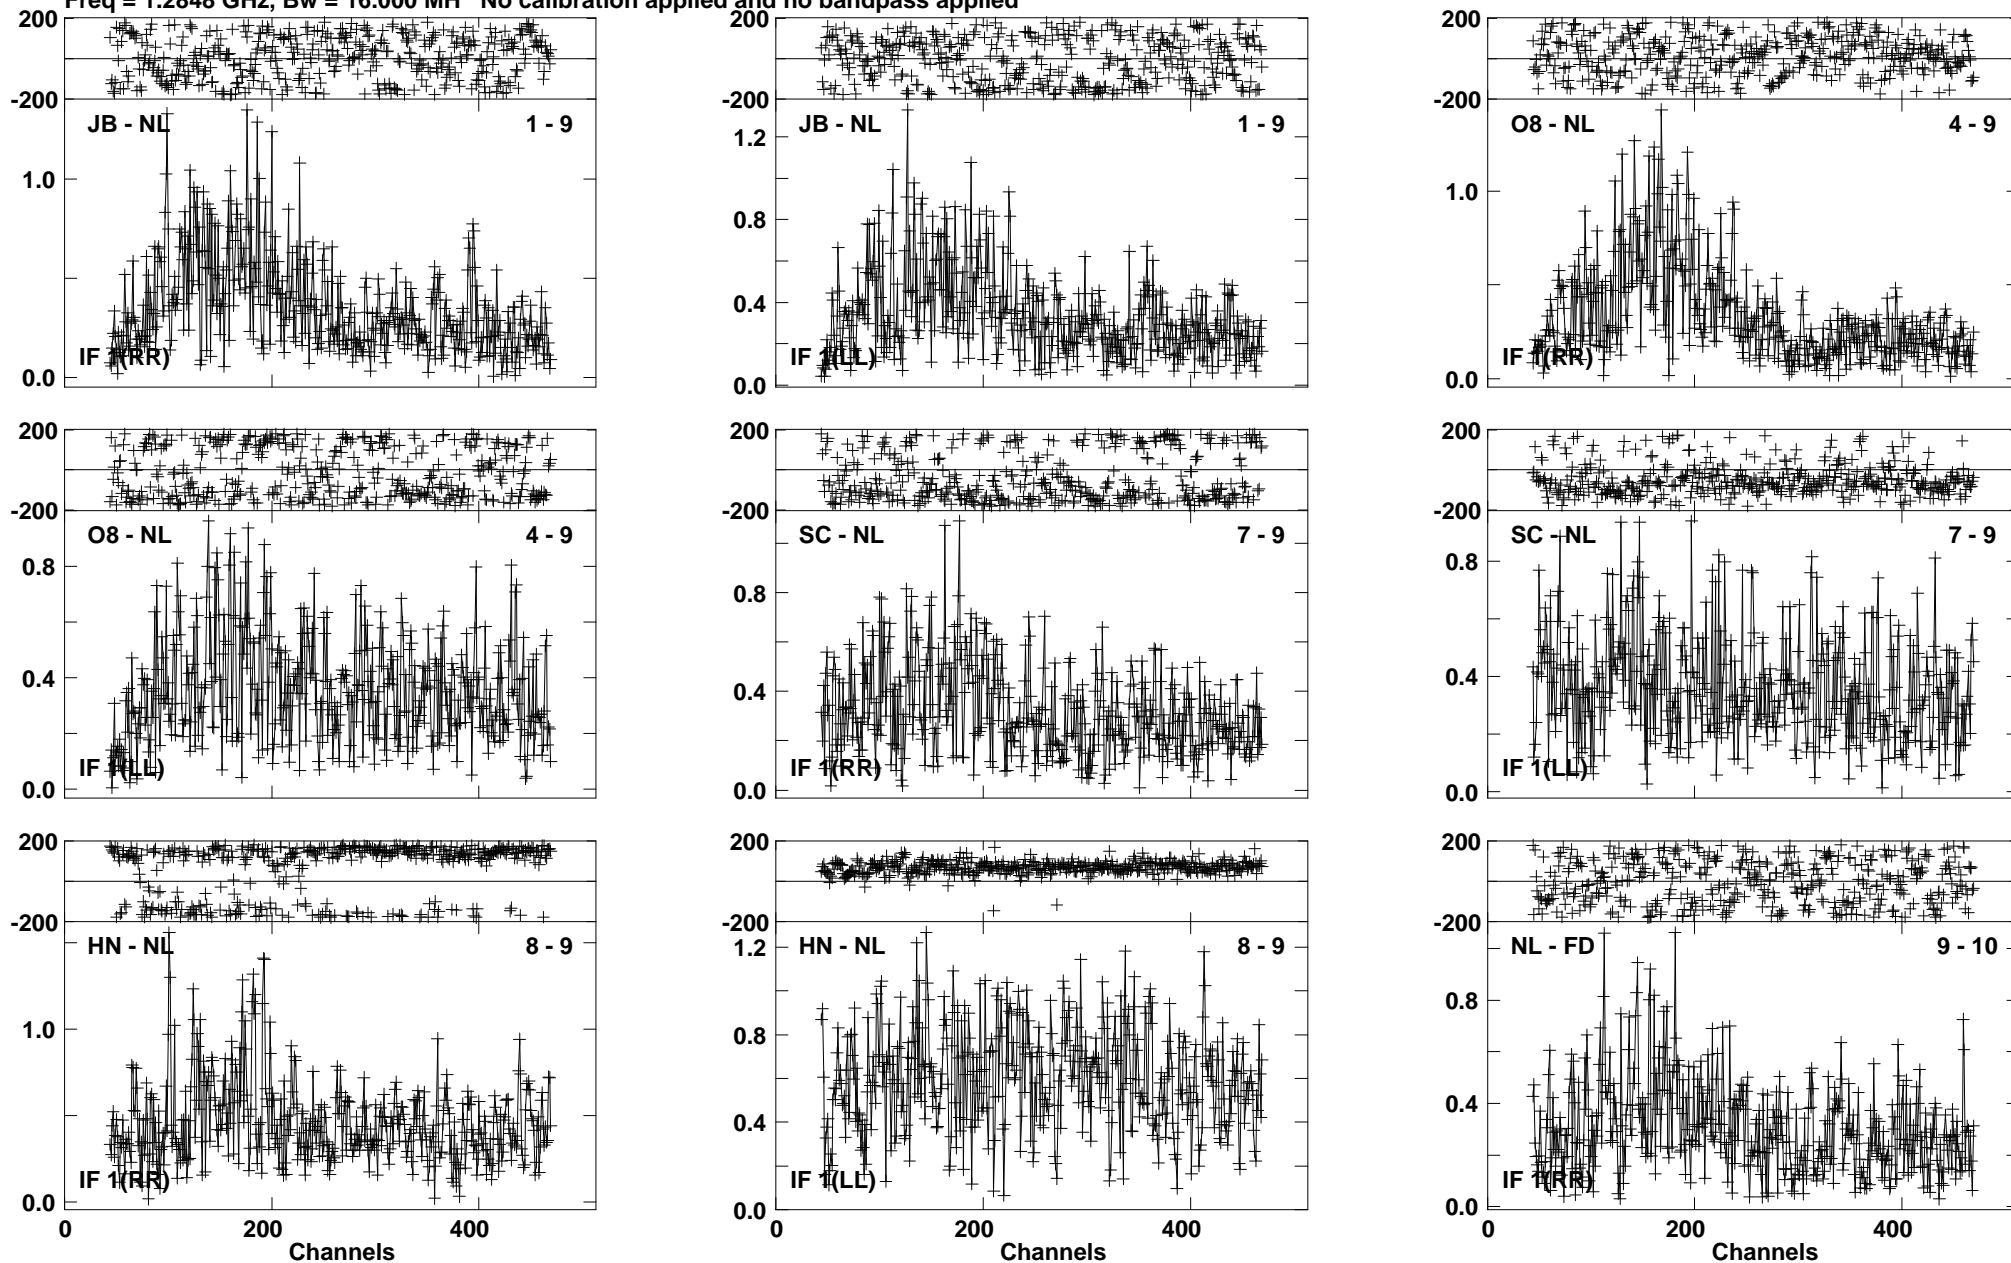 Freq = 1.2848 GHz, Bw = 16.000 MH No calibration applied and no bandpass applied
200
-200
JB - NL 1 - 9
1.0
0.0
IF 1(RR)
200
-200
JB - NL 1 - 9
1.2
0.8
0.4
0.0
IF 1(LL)
200
-200
O8 - NL 4 - 9
1.0
0.0
IF 1(RR)
200
-200
O8 - NL 4 - 9
0.8
0.4
0.0
IF 1(LL)
200
-200
SC - NL 7 - 9
0.8
0.4
0.0
IF 1(RR)
200
-200
SC - NL 7 - 9
0.8
0.4
0.0
IF 1(LL)
200
-200
HN - NL 8 - 9
1.0
0.0
IF 1(RR)
0 200 400
Channels
200
-200
HN - NL 8 - 9
1.2
0.8
0.4
0.0
IF 1(LL)
0 200 400
Channels
200
-200
NL - FD 9 - 10
0.8
0.4
0.0
IF 1(RR)
0 200 400
Channels